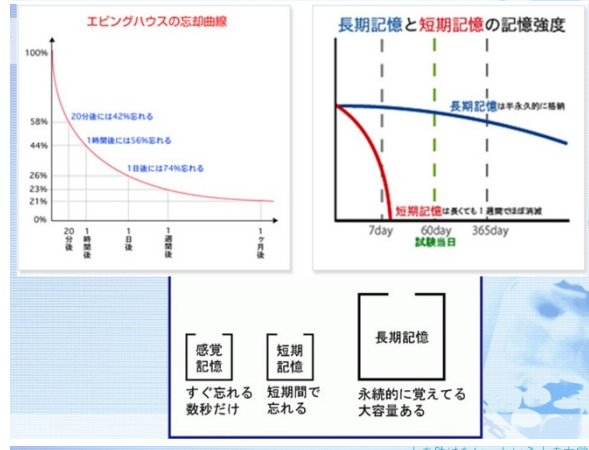 エビングハウスの忘却曲線
100%
58%
44%
26%
23%
21%
0%
20分後には42%忘れる
1時間後には56%忘れる
1日後には74%忘れる
20分後
1時間後
1日後
1週間後
1ヶ月後
長期記憶と短期記憶の記憶強度
長期記憶は半永久的に格納
短期記憶は長くても1週間でほぼ消滅
7day
60day
365day
試験当日
感覚
記憶
すぐ忘れる
数秒だけ
短期
記憶
短期間で
忘れる
長期記憶
永続的に覚えてる
大容量ある